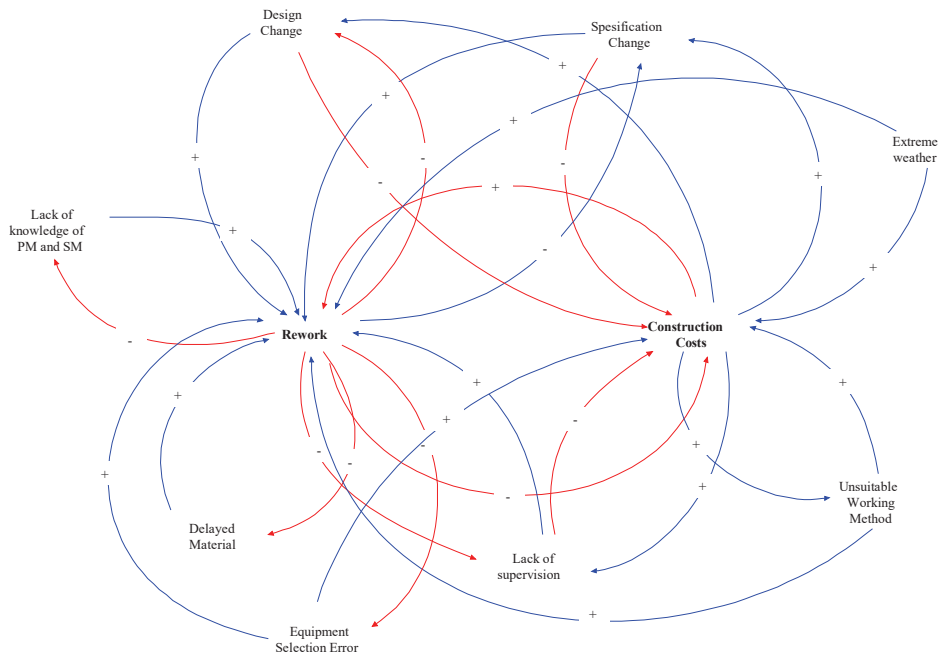 Design
Change
Spesification
Change
+
+
+
Extreme
weather
+
-
-
-
+
+
Lack of
knowledge of
PM and SM
+
-
+
-
Rework
Construction
Costs
+
+
+
+
-
-
-
-
+
+
+
-
Unsuitable
Working
Method
Delayed
Material
Lack of
supervision
+
Equipment
Selection Error